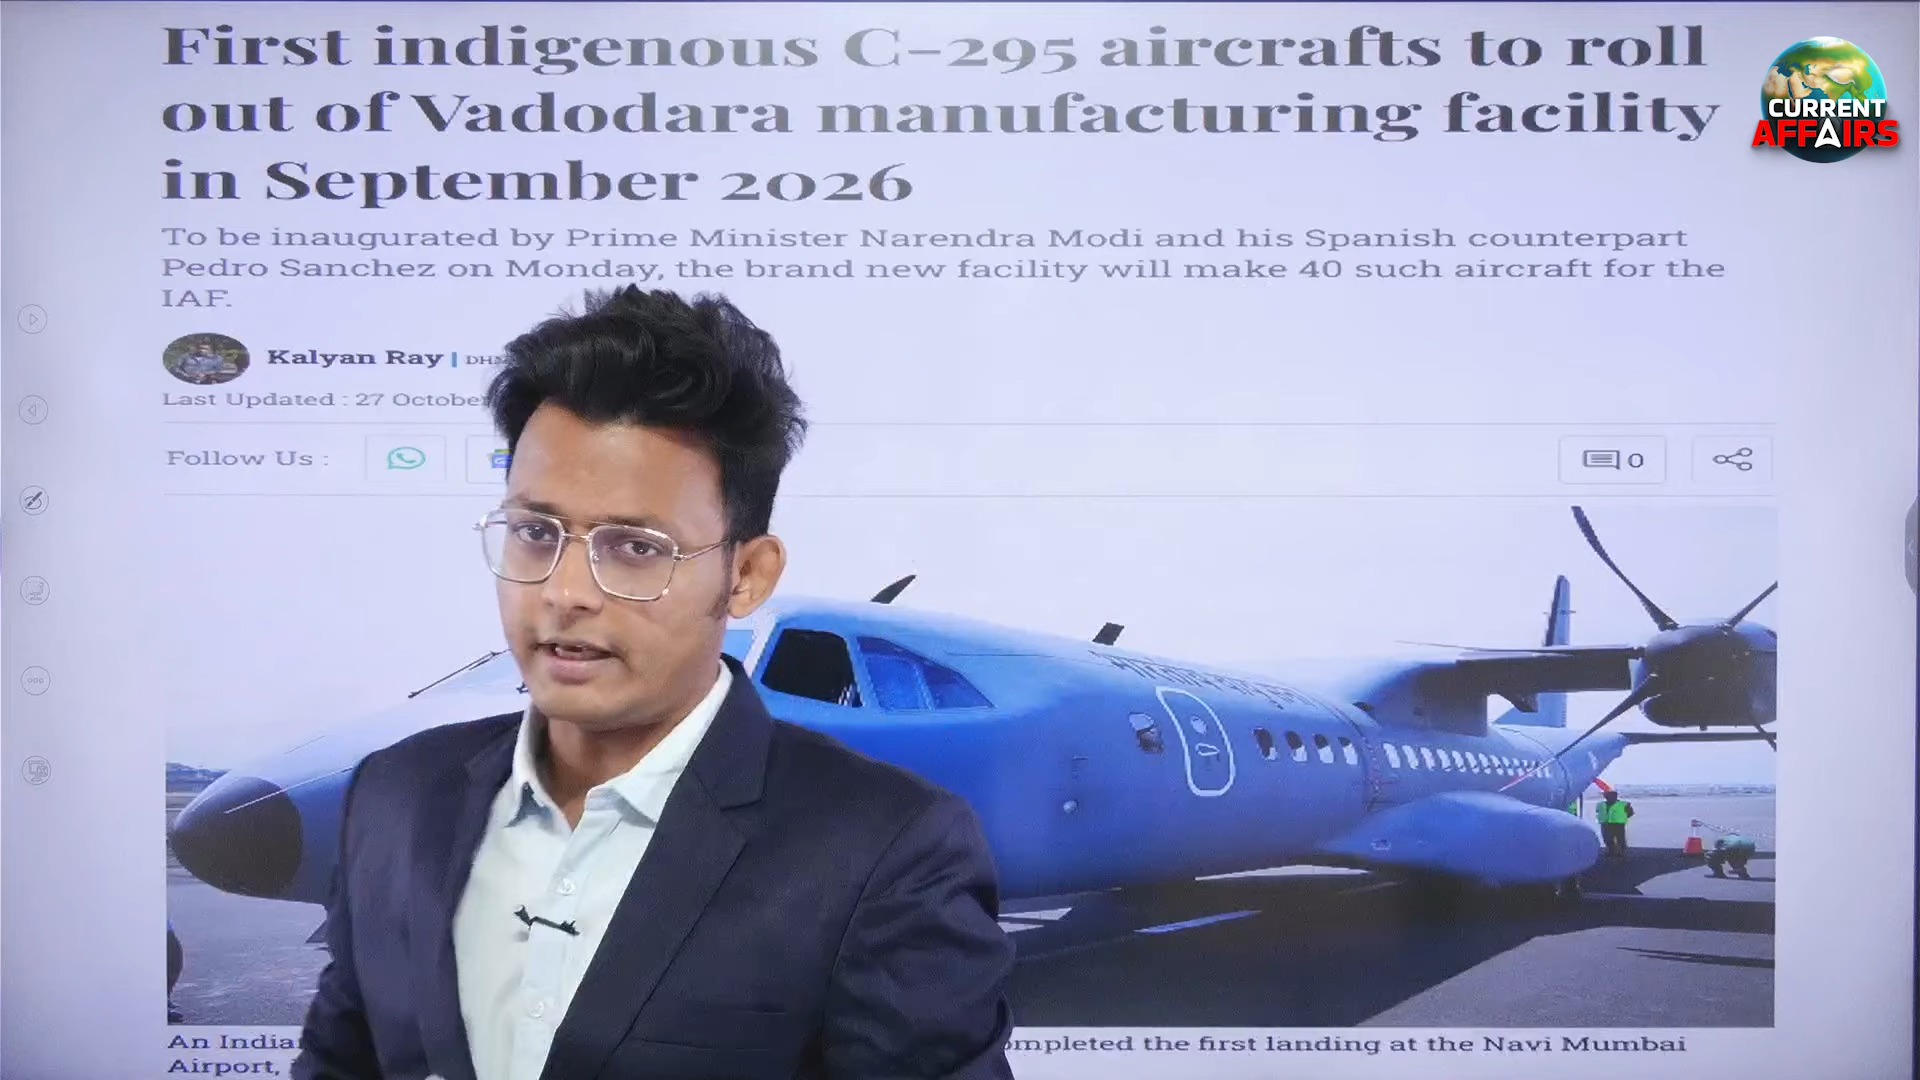 First indigenous C-295 aircrafts to roll
out of Vadodara manufacturing facility
in September 2026
CURRENT
AFFAIRS
To be inaugurated by Prime Minister Narendra Modi and his Spanish counterpart
Pedro Sanchez on Monday, the brand new facility will make 40 such aircraft for the
IAF.
Kalyan Ray |
Last Updated : 27 October
Follow Us :
0
An India
the first landing at the Navi Mumbai
Airport,